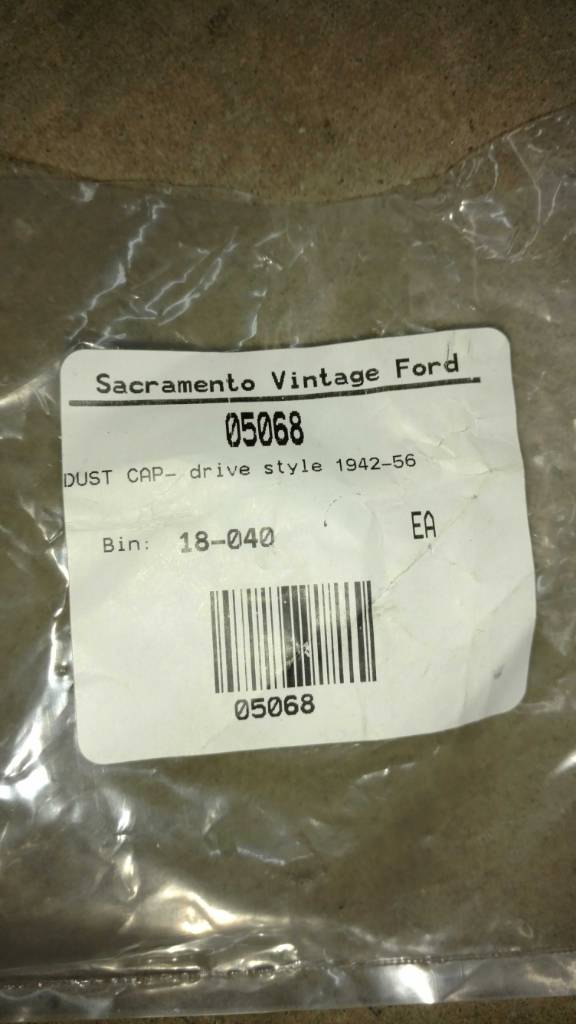 Sacramento Vintage Ford
05068
DUST CAP- drive style 1942-56
Bin: 18-040 EA
05068